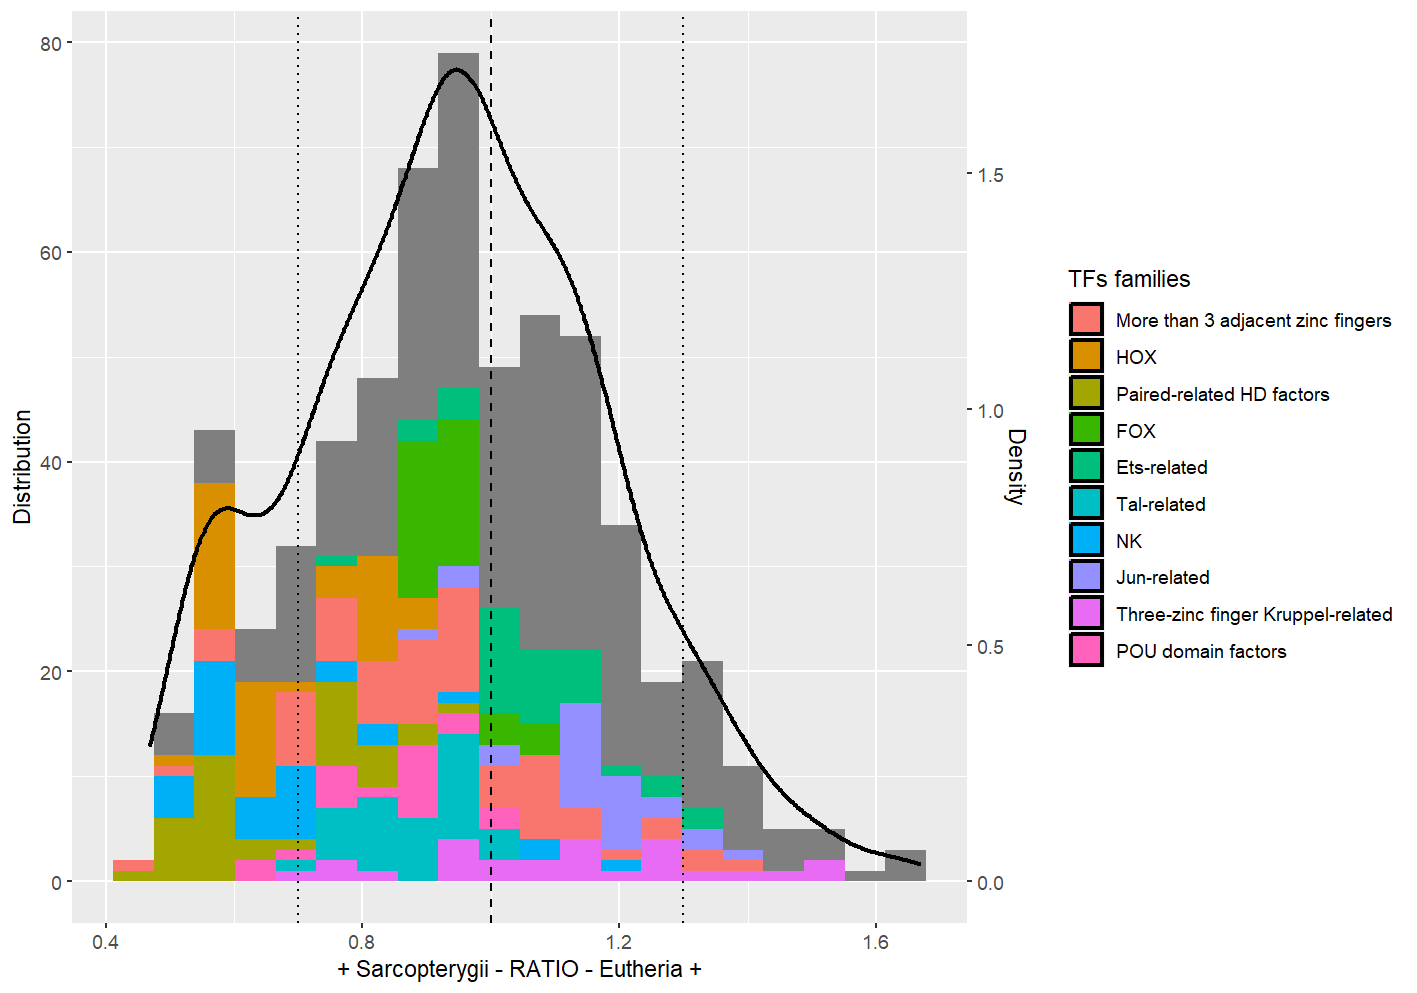 80
60
40
20
0
Distribution
0.4
0.8
1.2
1.6
+ Sarcopterygii - RATIO - Eutheria +
1.5
1.0
0.5
0.0
Density
TFs families
More than 3 adjacent zinc fingers
HOX
Paired-related HD factors
FOX
Ets-related
Tal-related
NK
Jun-related
Three-zinc finger Kruppel-related
POU domain factors